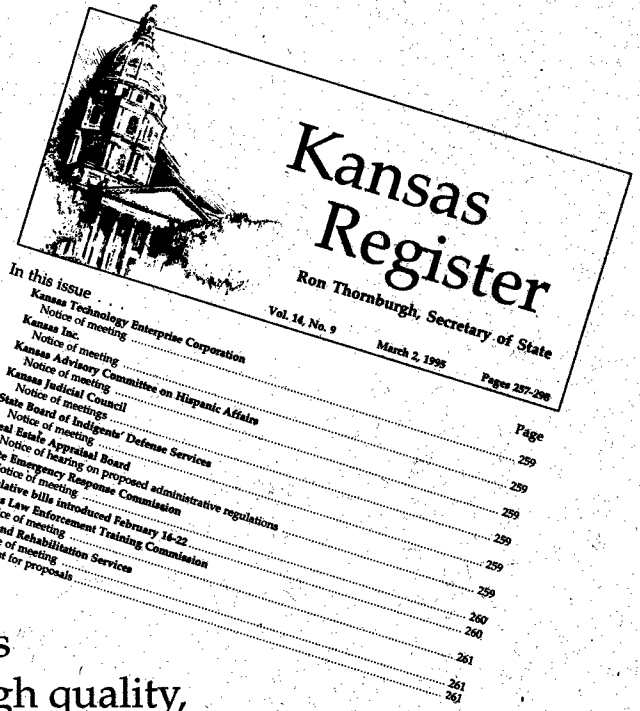 Kansas
Register
Ron Thornburgh, Secretary of State
Vol. 14, No. 9 March 2, 1995 Pages 257-298
In this issue . . . Page
Kansas Technology Enterprise Corporation
Notice of meeting 259
Kansas Inc.
Notice of meeting 259
Kansas Advisory Committee on Hispanic Affairs
Notice of meeting 259
Kansas Judicial Council
Notice of meetings 259
State Board of Indigents' Defense Services
Notice of meeting 259
Real Estate Appraisal Board
Notice of hearing on proposed administrative regulations 260
Emergency Response Commission
Notice of meeting 260
bills introduced February 16-22 261
Law Enforcement Training Commission
of meeting 261
and Rehabilitation Services
of meeting 261
for proposals
quality,